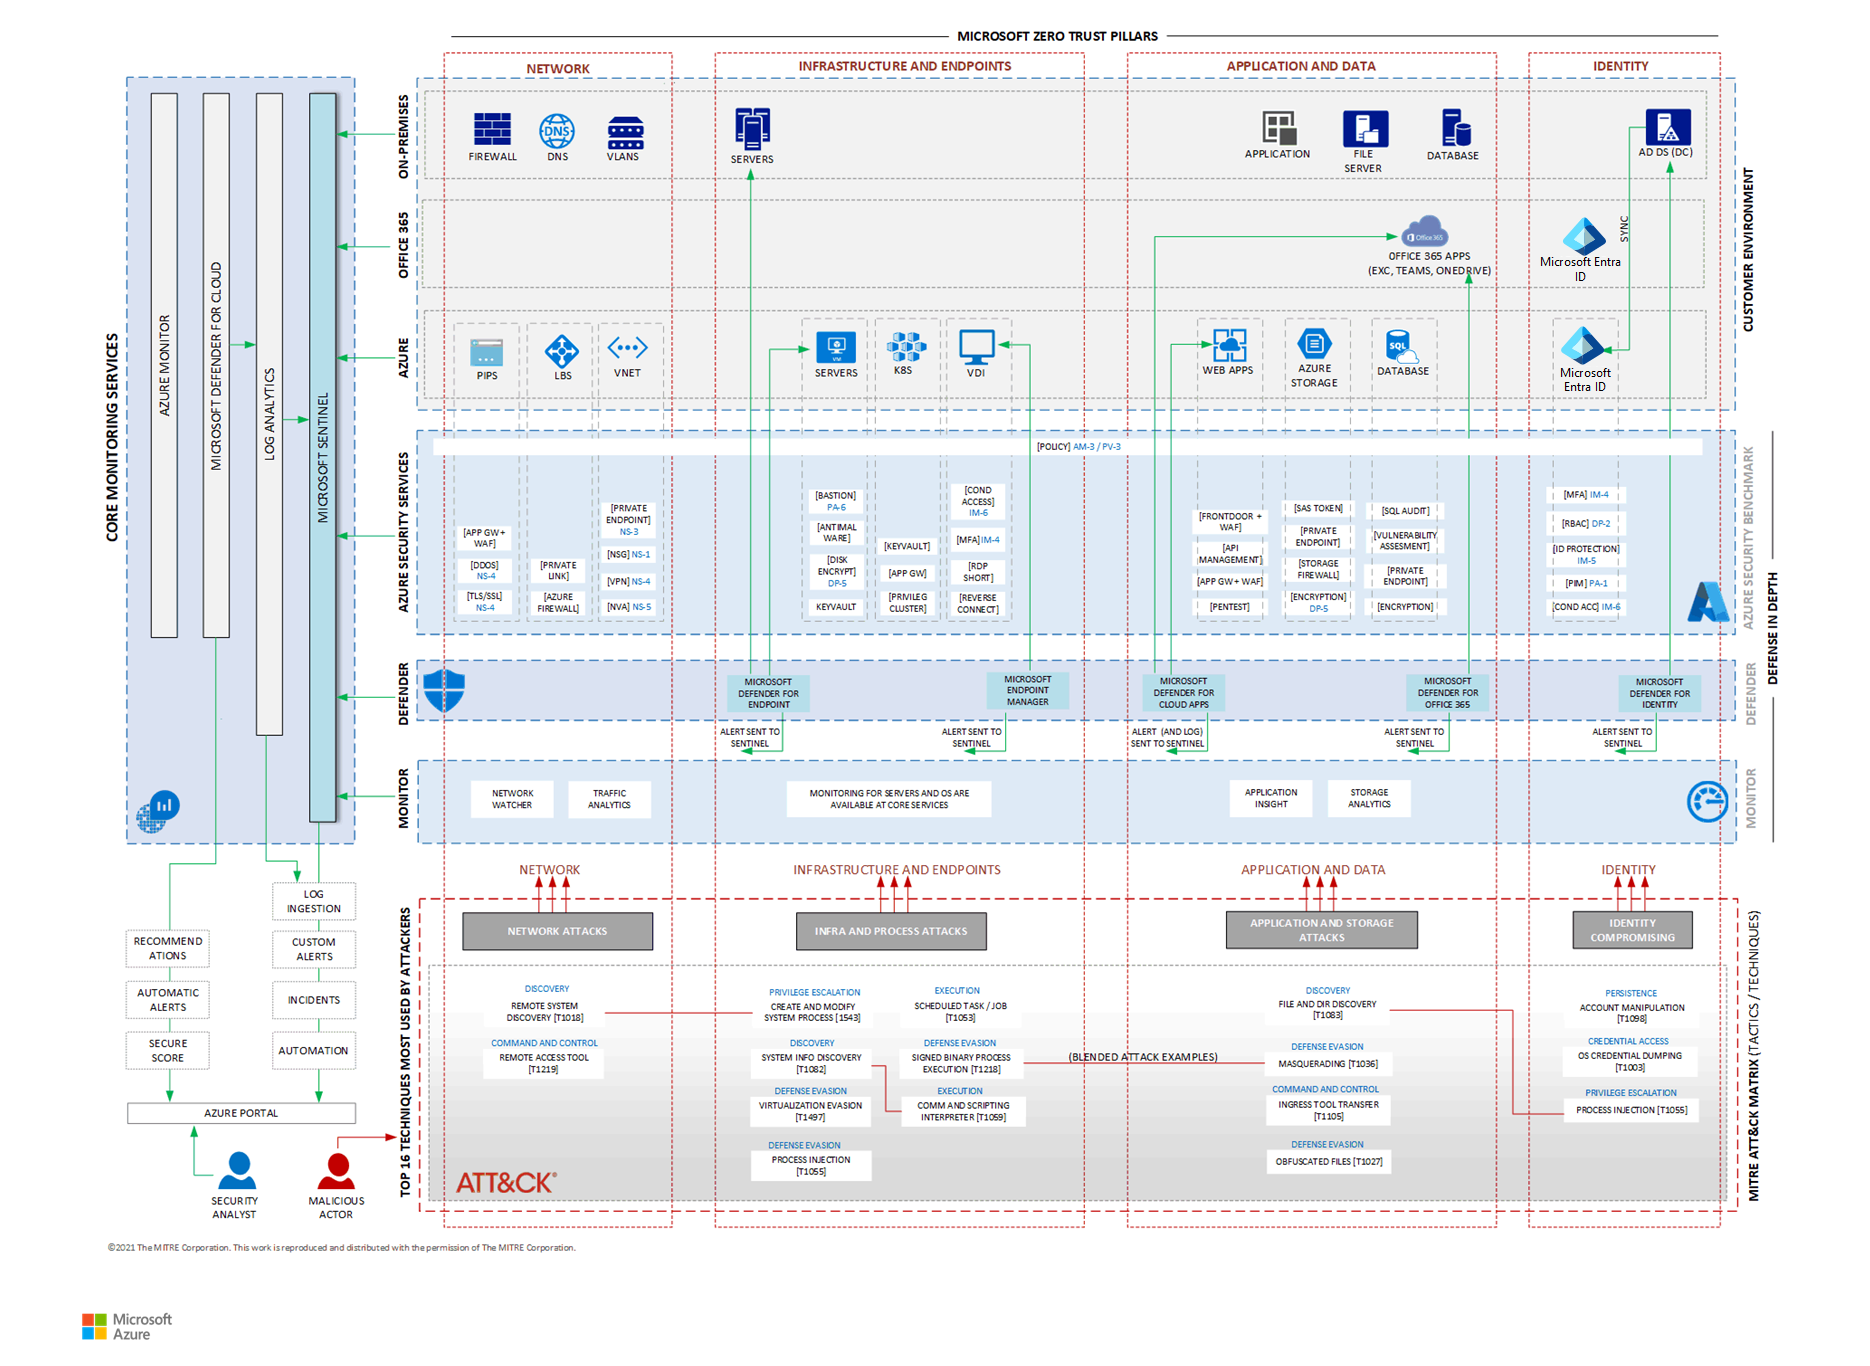 MICROSOFT ZERO TRUST PILLARS
NETWORK
INFRASTRUCTURE AND ENDPOINTS
APPLICATION AND DATA
IDENTITY
CORE MONITORING SERVICES
AZURE MONITOR
MICROSOFT DEFENDER FOR CLOUD
LOG ANALYTICS
MICROSOFT SENTINEL
ON-PREMISES
FIREWALL
DNS
DNS
VLANS
SERVERS
APPLICATION
FILE
SERVER
DATABASE
AD DS (DC)
OFFICE 365
Office 365
OFFICE 365 APPS
(EXC, TEAMS, ONEDRIVE)
SYNC
Microsoft Entra
ID
AZURE
PIPS
LBS
VNET
VM
SERVERS
K8S
VDI
WEB APPS
AZURE
STORAGE
SQL
DATABASE
Microsoft
Entra ID
CUSTOMER ENVIRONMENT
AZURE SECURITY SERVICES
[POLICY] AM-3 / PV-3
[APP GW +
WAF]
[DDOS]
NS-4
[TLS/SSL]
NS-4
[PRIVATE
LINK]
[AZURE
FIREWALL]
[PRIVATE
ENDPOINT]
NS-3
[NSG] NS-1
[VPN] NS-4
[NVA] NS-5
[BASTION]
PA-6
[ANTIMAL
WARE]
[DISK
ENCRYPT]
DP-5
KEYVAULT
[KEYVAULT]
[APP GW]
[PRIVILEG
CLUSTER]
[COND
ACCESS]
IM-6
[MFA] IM-4
[RDP
SHORT]
[REVERSE
CONNECT]
[FRONTDOOR +
WAF]
[API
MANAGEMENT]
[APP GW + WAF]
[PENTEST]
[SAS TOKEN]
[PRIVATE
ENDPOINT]
[STORAGE
FIREWALL]
[ENCRYPTION]
DP-5
[SQL AUDIT]
[VULNERABILITY
ASSESMENT]
[PRIVATE
ENDPOINT]
[ENCRYPTION]
[MFA] IM-4
[RBAC] DP-2
[ID PROTECTION]
IM-5
[PIM] PA-1
[COND ACC] IM-6
AZURE SECURITY BENCHMARK
DEFENSE IN DEPTH
DEFENDER
MICROSOFT
DEFENDER FOR
ENDPOINT
MICROSOFT
ENDPOINT
MANAGER
MICROSOFT
DEFENDER FOR
CLOUD APPS
MICROSOFT
DEFENDER FOR
OFFICE 365
MICROSOFT
DEFENDER FOR
IDENTITY
DEFENDER
ALERT SENT TO
SENTINEL
ALERT SENT TO
SENTINEL
ALERT (AND LOG)
SENT TO SENTINEL
ALERT SENT TO
SENTINEL
ALERT SENT TO
SENTINEL
MONITOR
NETWORK
WATCHER
TRAFFIC
ANALYTICS
MONITORING FOR SERVERS AND OS ARE
AVAILABLE AT CORE SERVICES
APPLICATION
INSIGHT
STORAGE
ANALYTICS
MONITOR
NETWORK
INFRASTRUCTURE AND ENDPOINTS
APPLICATION AND DATA
IDENTITY
LOG
INGESTION
RECOMMEND
ATIONS
CUSTOM
ALERTS
AUTOMATIC
ALERTS
INCIDENTS
SECURE
SCORE
AUTOMATION
AZURE PORTAL
SECURITY
ANALYST
MALICIOUS
ACTOR
TOP 16 TECHNIQUES MOST USED BY ATTACKERS
NETWORK ATTACKS
INFRA AND PROCESS ATTACKS
APPLICATION AND STORAGE
ATTACKS
IDENTITY
COMPROMISING
DISCOVERY
REMOTE SYSTEM
DISCOVERY [T1018]
COMMAND AND CONTROL
REMOTE ACCESS TOOL
[T1219]
PRIVILEGE ESCALATION
CREATE AND MODIFY
SYSTEM PROCESS [1543]
DISCOVERY
SYSTEM INFO DISCOVERY
[T1082]
DEFENSE EVASION
VIRTUALIZATION EVASION
[T1497]
DEFENSE EVASION
PROCESS INJECTION
[T1055]
EXECUTION
SCHEDULED TASK / JOB
[T1053]
DEFENSE EVASION
SIGNED BINARY PROCESS
EXECUTION [T1218]
EXECUTION
COMM AND SCRIPTING
INTERPRETER [T1059]
(BLENDED ATTACK EXAMPLES)
DISCOVERY
FILE AND DIR DISCOVERY
[T1083]
DEFENSE EVASION
MASQUERADING [T1036]
COMMAND AND CONTROL
INGRESS TOOL TRANSFER
[T1105]
DEFENSE EVASION
OBFUSCATED FILES [T1027]
PERSISTENCE
ACCOUNT MANIPULATION
[T1098]
CREDENTIAL ACCESS
OS CREDENTIAL DUMPING
[T1003]
PRIVILEGE ESCALATION
PROCESS INJECTION [T1055]
ATT&CK®
MITRE ATT&CK MATRIX (TACTICS / TECHNIQUES)
©2021 The MITRE Corporation. This work is reproduced and distributed with the permission of The MITRE Corporation.
Microsoft
Azure